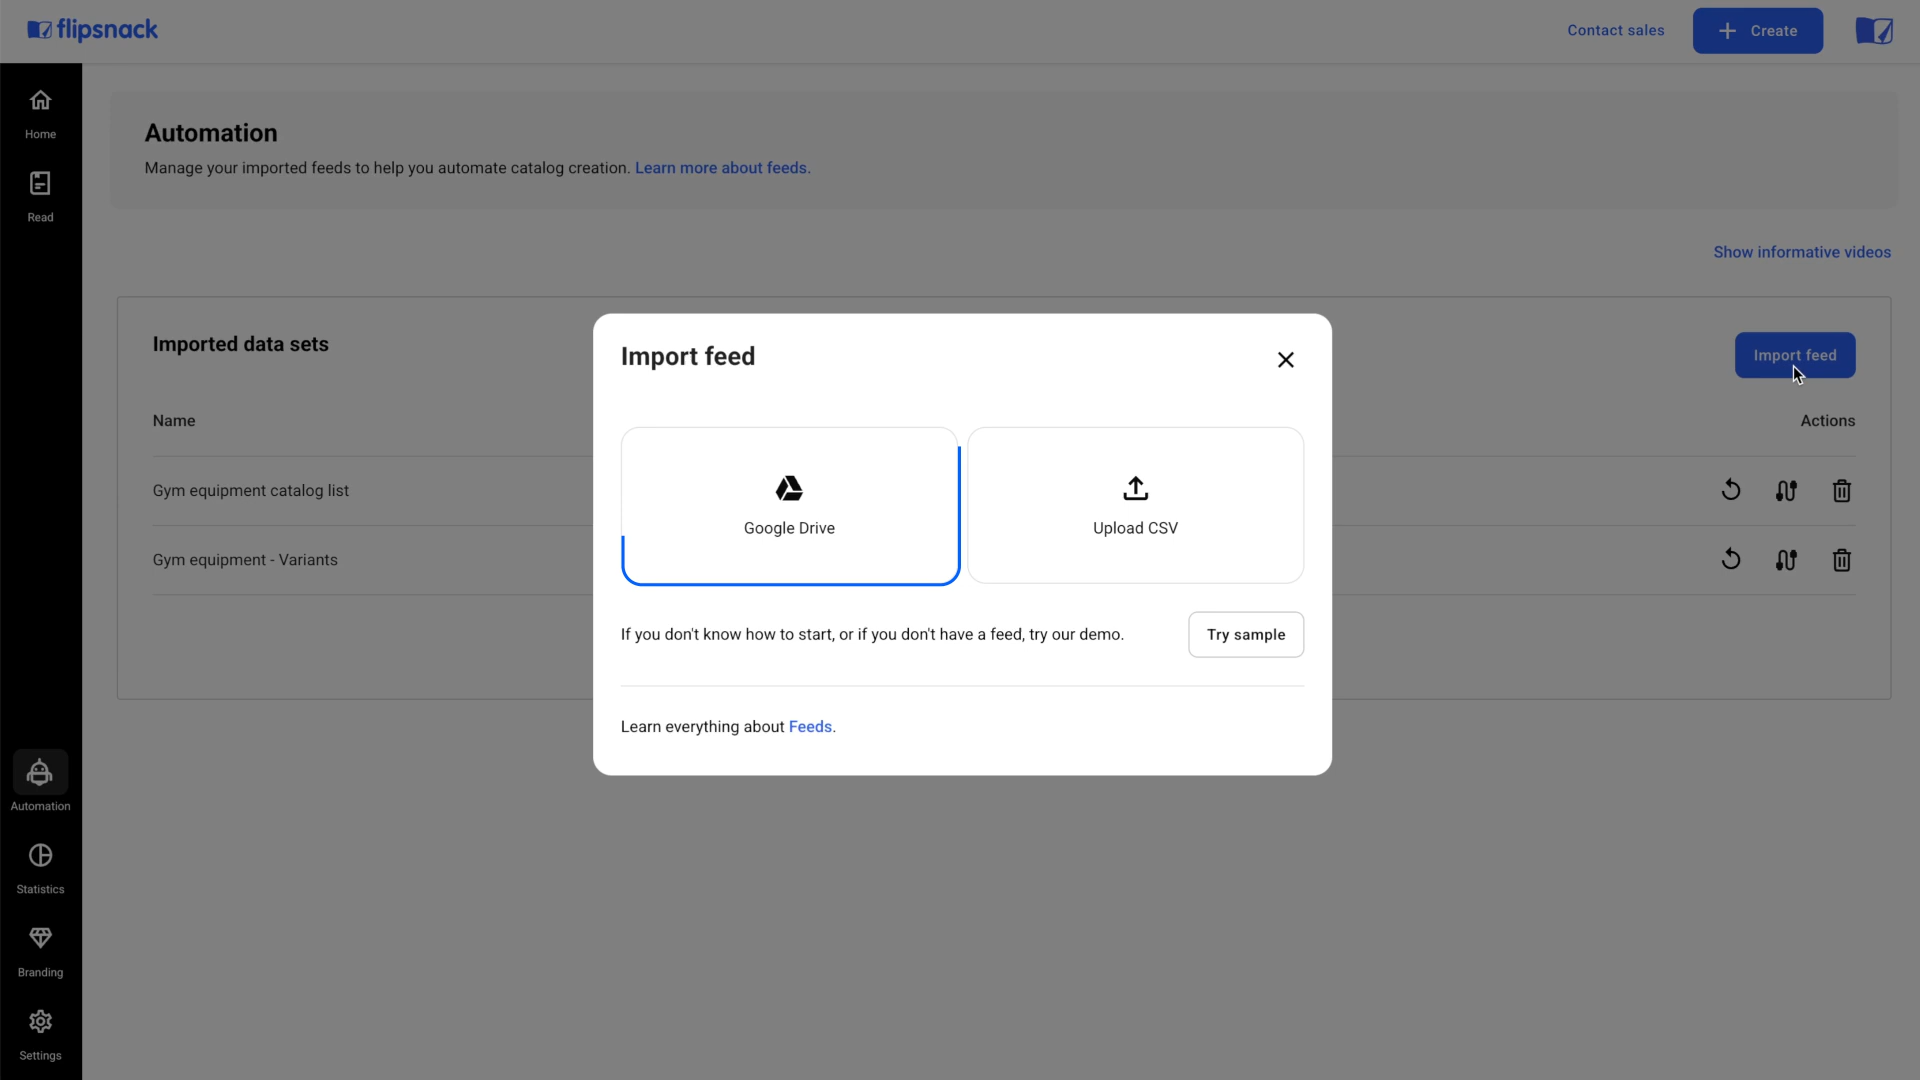 flipsnack
Contact sales
Create
Home
Read
Automation
Manage your imported feeds to help you automate catalog creation. Learn more about feeds.
Show informative videos
Imported data sets
Import feed
Name
Actions
Gym equipment catalog list
Gym equipment - Variants
Import feed
Google Drive
Upload CSV
If you don't know how to start, or if you don't have a feed, try our demo.
Try sample
Learn everything about Feeds.
Automation
Statistics
Branding
Settings